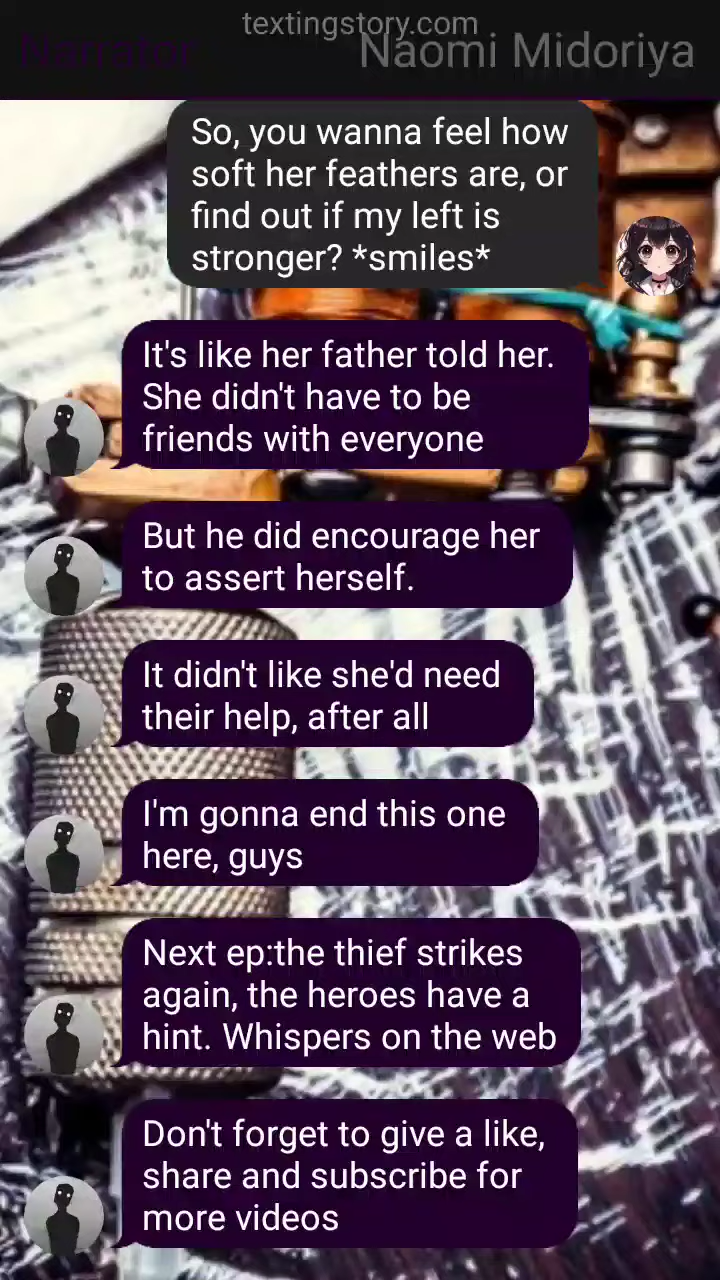 textingstory.com
Narrator
Naomi Midoriya
So, you wanna feel how
soft her feathers are, or
find out if my left is
stronger? *smiles*
It's like her father told her.
She didn't have to be
friends with everyone
But he did encourage her
to assert herself.
It didn't like she'd need
their help, after all
I'm gonna end this one
here, guys
Next ep:the thief strikes
again, the heroes have a
hint. Whispers on the web
Don't forget to give a like,
share and subscribe for
more videos